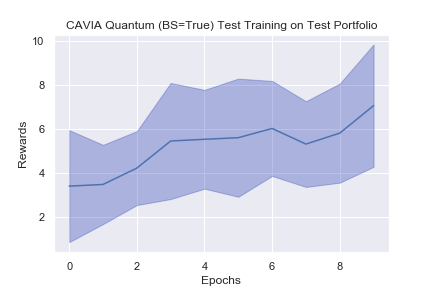 CAVIA Quantum (BS=True) Test Training on Test Portfolio
10
8
6
4
2
Rewards
0 2 4 6 8
Epochs